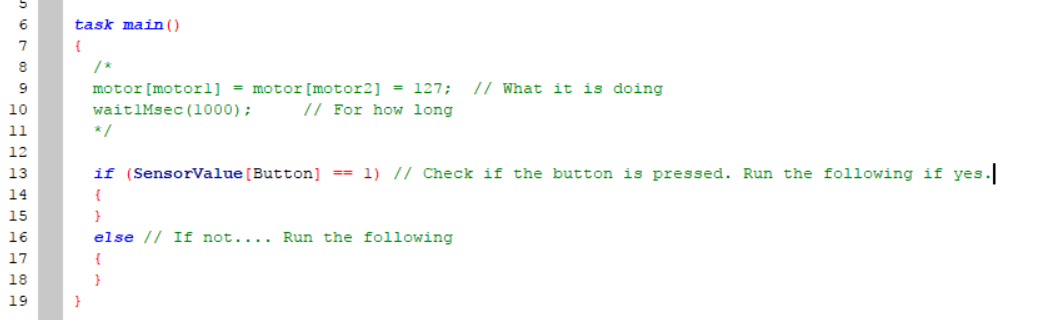 5
6 task main()
7 {
8 /*
9 motor[motor1] = motor[motor2] = 127; // What it is doing
10 wait1Msec(1000); // For how long
11 */
12
13 if (SensorValue[Button] == 1) // Check if the button is pressed. Run the following if yes.
14 {
15 }
16 else // If not.... Run the following
17 {
18 }
19 }